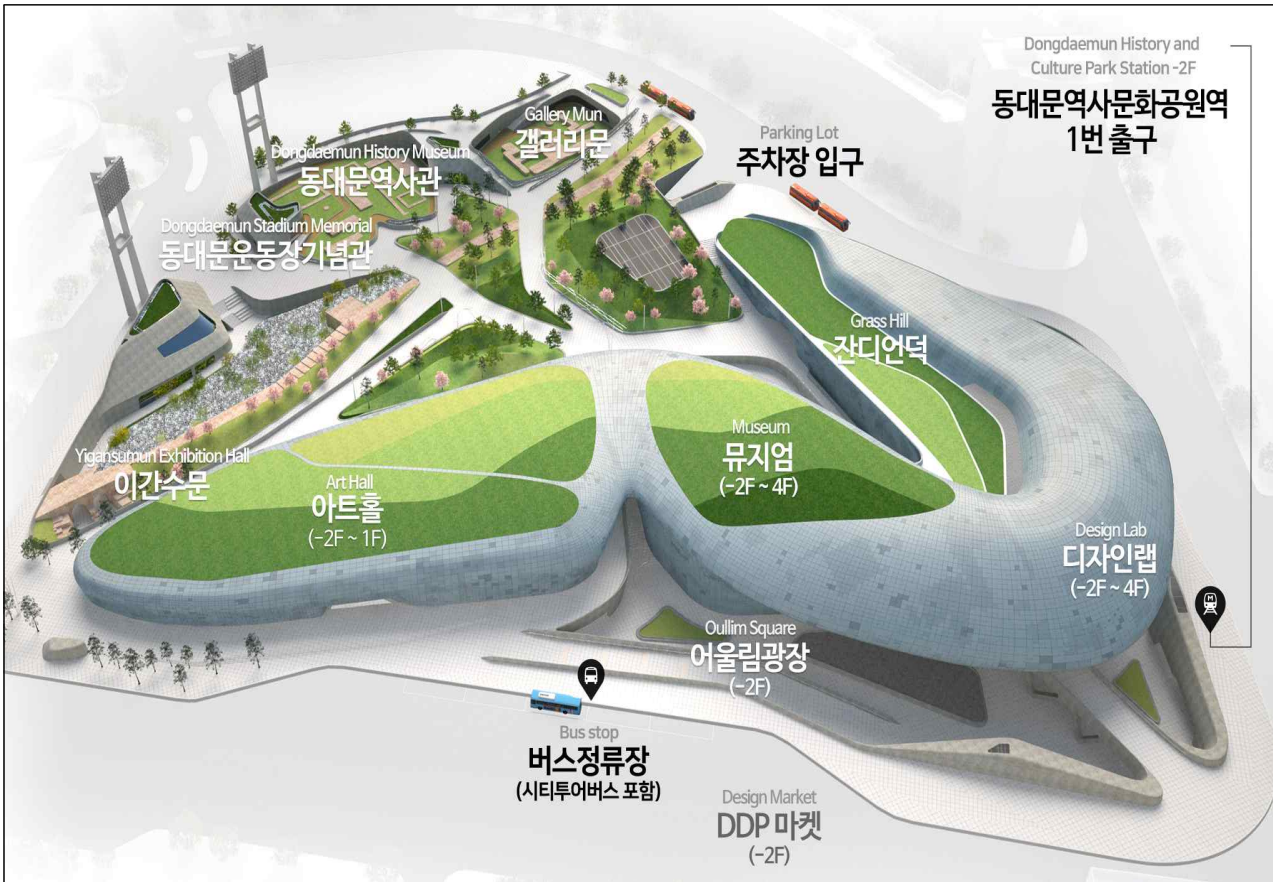 Dongdaemun History and
Culture Park Station -2F
동대문역사문화공원역
1번 출구
Gallery Mun
갤러리문
Parking Lot
주차장 입구
Dongdaemun History Museum
동대문역사관
Dongdaemun Stadium Memorial
동대문운동장기념관
Grass Hill
잔디언덕
Museum
뮤지엄
(-2F ~ 4F)
Yigansumun Exhibition Hall
이간수문
Art Hall
아트홀
(-2F ~ 1F)
Design Lab
디자인랩
(-2F ~ 4F)
Oullim Square
어울림광장
(-2F)
Bus stop
버스정류장
(시티투어버스 포함)
Design Market
DDP 마켓
(-2F)